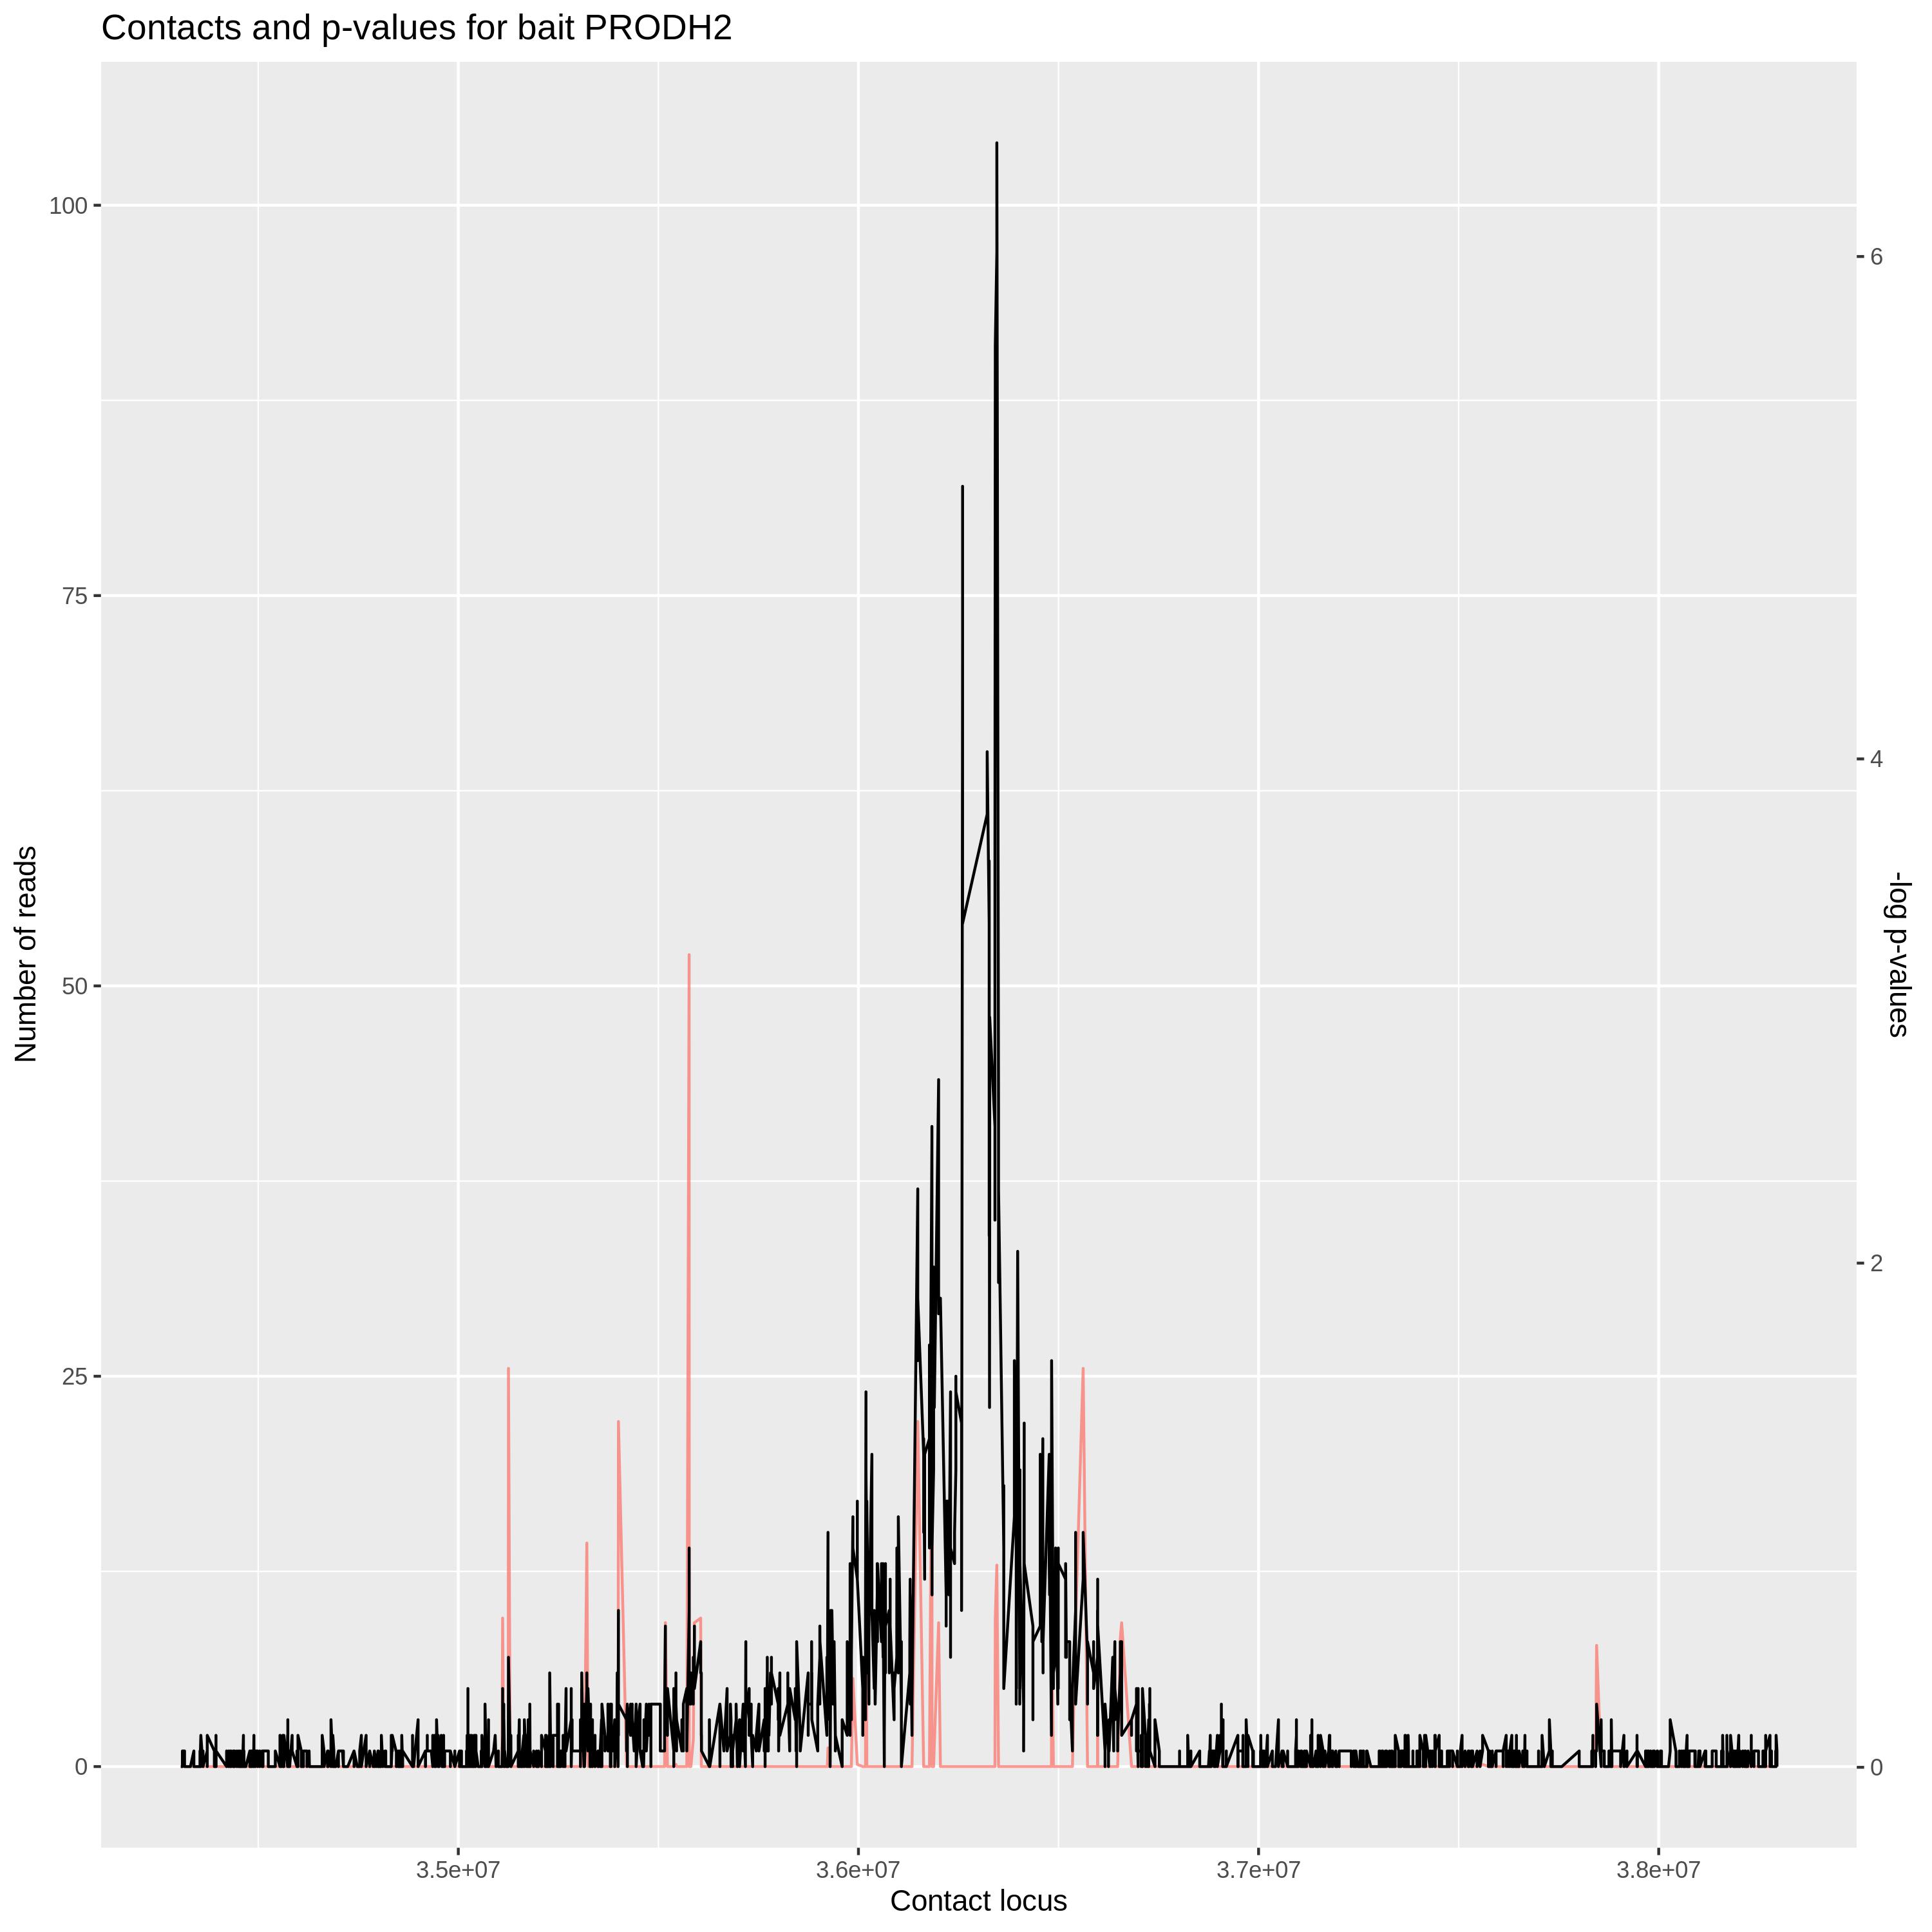 Contacts and p-values for bait PRODH2
Number of reads
100
75
50
25
0
6
4
2
0
-log p-values
3.5e+07
3.6e+07
3.7e+07
3.8e+07
Contact locus